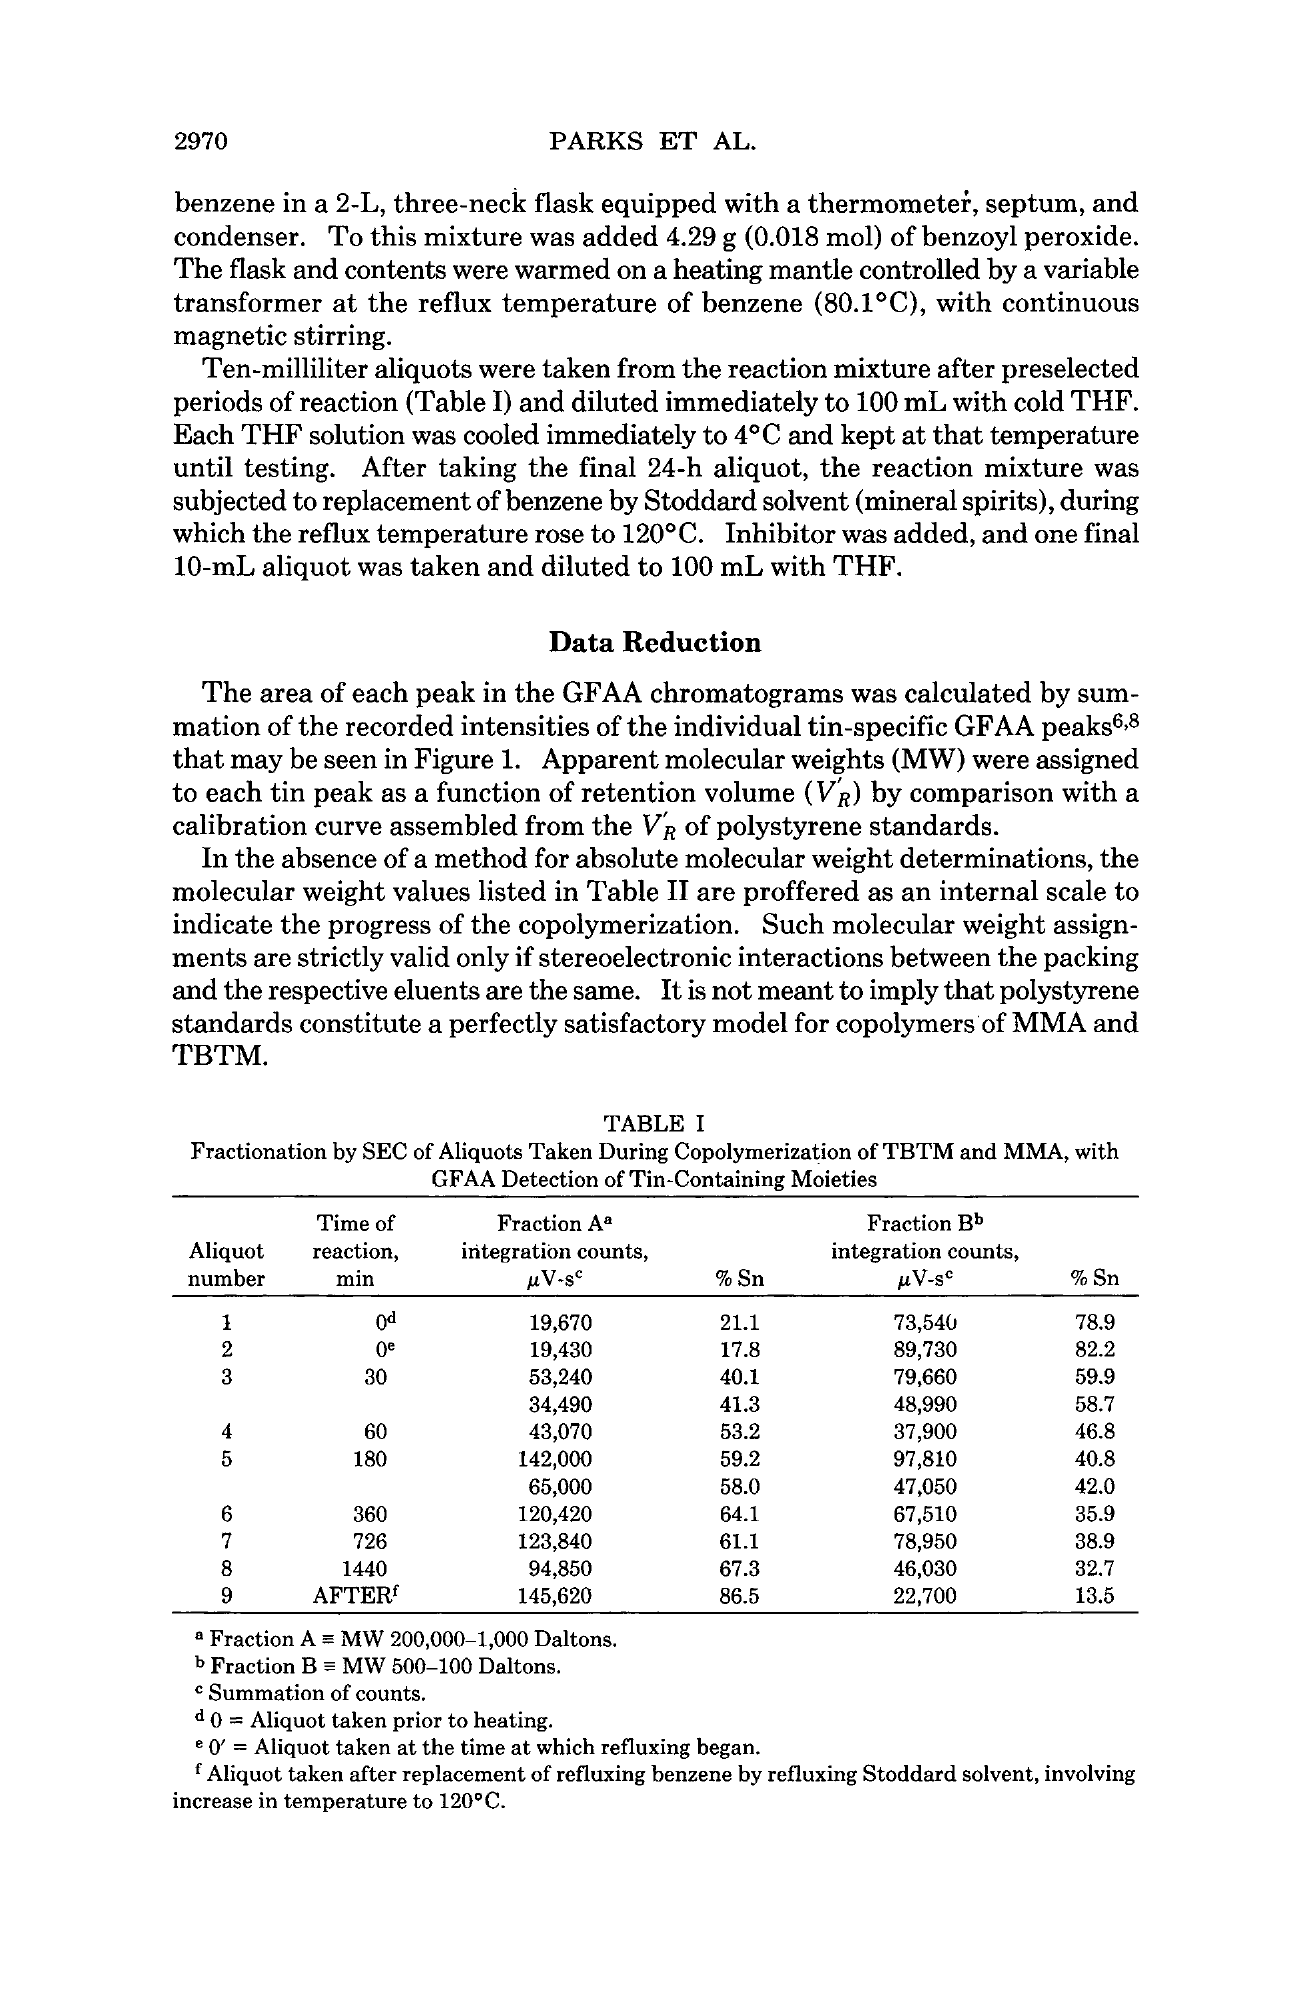 2970
PARKS ET AL.
benzene in a 2-L, three-neck flask equipped with a thermometer, septum, and
condenser. To this mixture was added 4.29 g (0.018 mol) of benzoyl peroxide.
The flask and contents were warmed on a heating mantle controlled by a variable
transformer at the reflux temperature of benzene (80.1°C), with continuous
magnetic stirring.
Ten-milliliter aliquots were taken from the reaction mixture after preselected
periods of reaction (Table I) and diluted immediately to 100 mL with cold THF.
Each THF solution was cooled immediately to 4°C and kept at that temperature
until testing. After taking the final 24-h aliquot, the reaction mixture was
subjected to replacement of benzene by Stoddard solvent (mineral spirits), during
which the reflux temperature rose to 120°C. Inhibitor was added, and one final
10-mL aliquot was taken and diluted to 100 mL with THF.
Data Reduction
The area of each peak in the GFAA chromatograms was calculated by sum-
mation of the recorded intensities of the individual tin-specific GFAA peaks⁶,⁸
that may be seen in Figure 1. Apparent molecular weights (MW) were assigned
to each tin peak as a function of retention volume (V′R) by comparison with a
calibration curve assembled from the V′R of polystyrene standards.
In the absence of a method for absolute molecular weight determinations, the
molecular weight values listed in Table II are proffered as an internal scale to
indicate the progress of the copolymerization. Such molecular weight assign-
ments are strictly valid only if stereoelectronic interactions between the packing
and the respective eluents are the same. It is not meant to imply that polystyrene
standards constitute a perfectly satisfactory model for copolymers of MMA and
TBTM.
TABLE I
Fractionation by SEC of Aliquots Taken During Copolymerization of TBTM and MMA, with
GFAA Detection of Tin-Containing Moieties
Time of Fraction Aᵃ Fraction Bᵇ
Aliquot reaction, integration counts, integration counts,
number min μV-sᶜ % Sn μV-sᶜ % Sn
1 0ᵈ 19,670 21.1 73,540 78.9
2 0ᵉ 19,430 17.8 89,730 82.2
3 30 53,240 40.1 79,660 59.9
34,490 41.3 48,990 58.7
4 60 43,070 53.2 37,900 46.8
5 180 142,000 59.2 97,810 40.8
65,000 58.0 47,050 42.0
6 360 120,420 64.1 67,510 35.9
7 726 123,840 61.1 78,950 38.9
8 1440 94,850 67.3 46,030 32.7
9 AFTERᶠ 145,620 86.5 22,700 13.5
ᵃ Fraction A ≡ MW 200,000–1,000 Daltons.
ᵇ Fraction B ≡ MW 500–100 Daltons.
ᶜ Summation of counts.
ᵈ 0 = Aliquot taken prior to heating.
ᵉ 0′ = Aliquot taken at the time at which refluxing began.
ᶠ Aliquot taken after replacement of refluxing benzene by refluxing Stoddard solvent, involving
increase in temperature to 120°C.